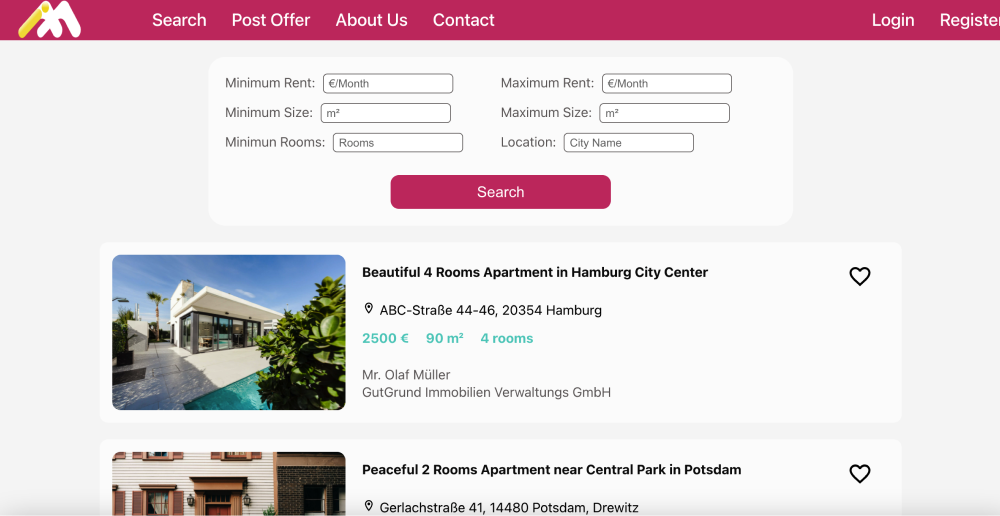 Search Post Offer About Us Contact Login Register
Minimum Rent: €/Month Maximum Rent: €/Month
Minimum Size: m² Maximum Size: m²
Minimun Rooms: Rooms Location: City Name
Search
Beautiful 4 Rooms Apartment in Hamburg City Center
ABC-Straße 44-46, 20354 Hamburg
2500 € 90 m² 4 rooms
Mr. Olaf Müller
GutGrund Immobilien Verwaltungs GmbH
Peaceful 2 Rooms Apartment near Central Park in Potsdam
Gerlachstraße 41, 14480 Potsdam, Drewitz